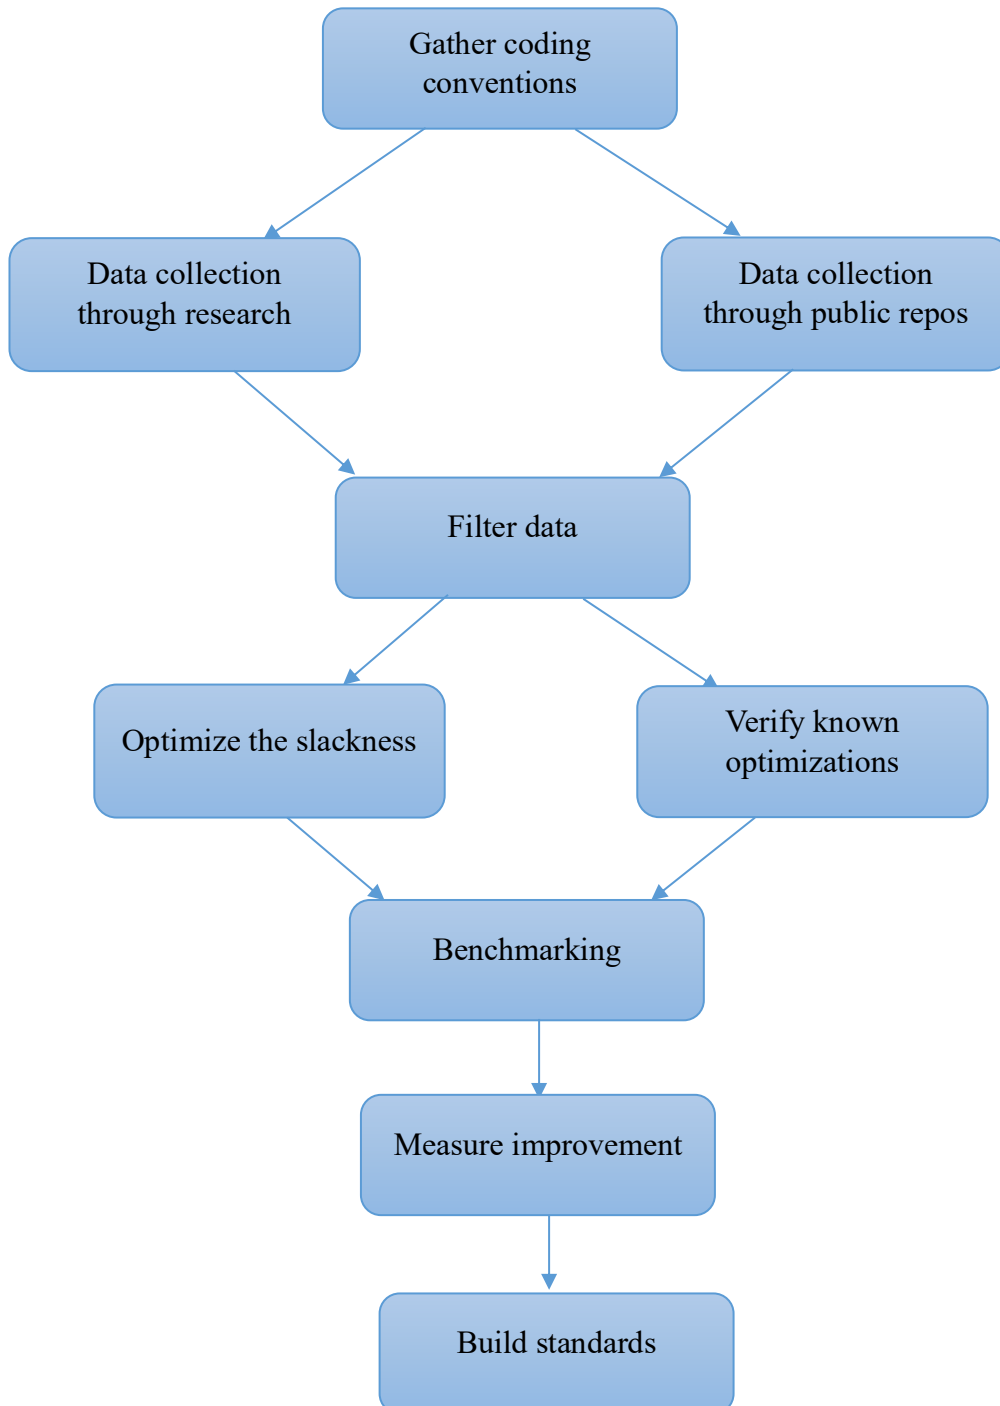 Gather coding
conventions
Data collection
through research
Data collection
through public repos
Filter data
Optimize the slackness
Verify known
optimizations
Benchmarking
Measure improvement
Build standards